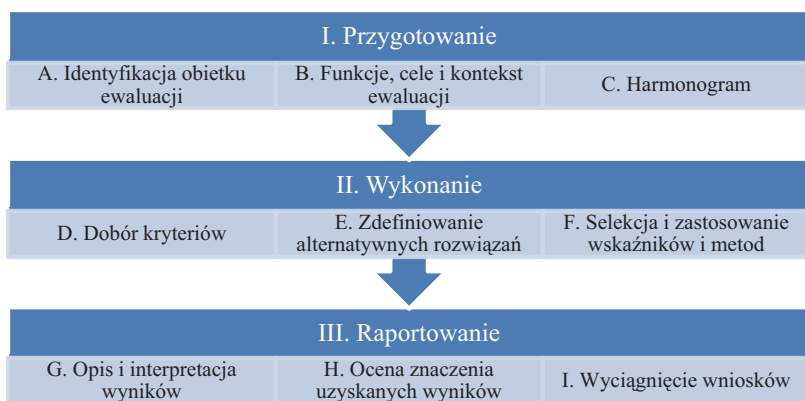 I. Przygotowanie
A. Identyfikacja obietku
ewaluacji
B. Funkcje, cele i kontekst
ewaluacji
C. Harmonogram
II. Wykonanie
D. Dobór kryteriów
E. Zdefiniowanie
alternatywnych rozwiązań
F. Selekcja i zastosowanie
wskaźników i metod
III. Raportowanie
G. Opis i interpretacja
wyników
H. Ocena znaczenia
uzyskanych wyników
I. Wyciągnięcie wniosków